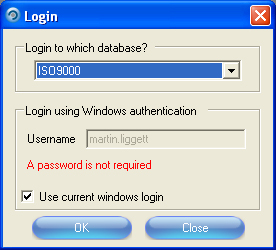 Login
Login to which database?
ISO9000
Login using Windows authentication
Username martin.liggett
A password is not required
Use current windows login
OK Close